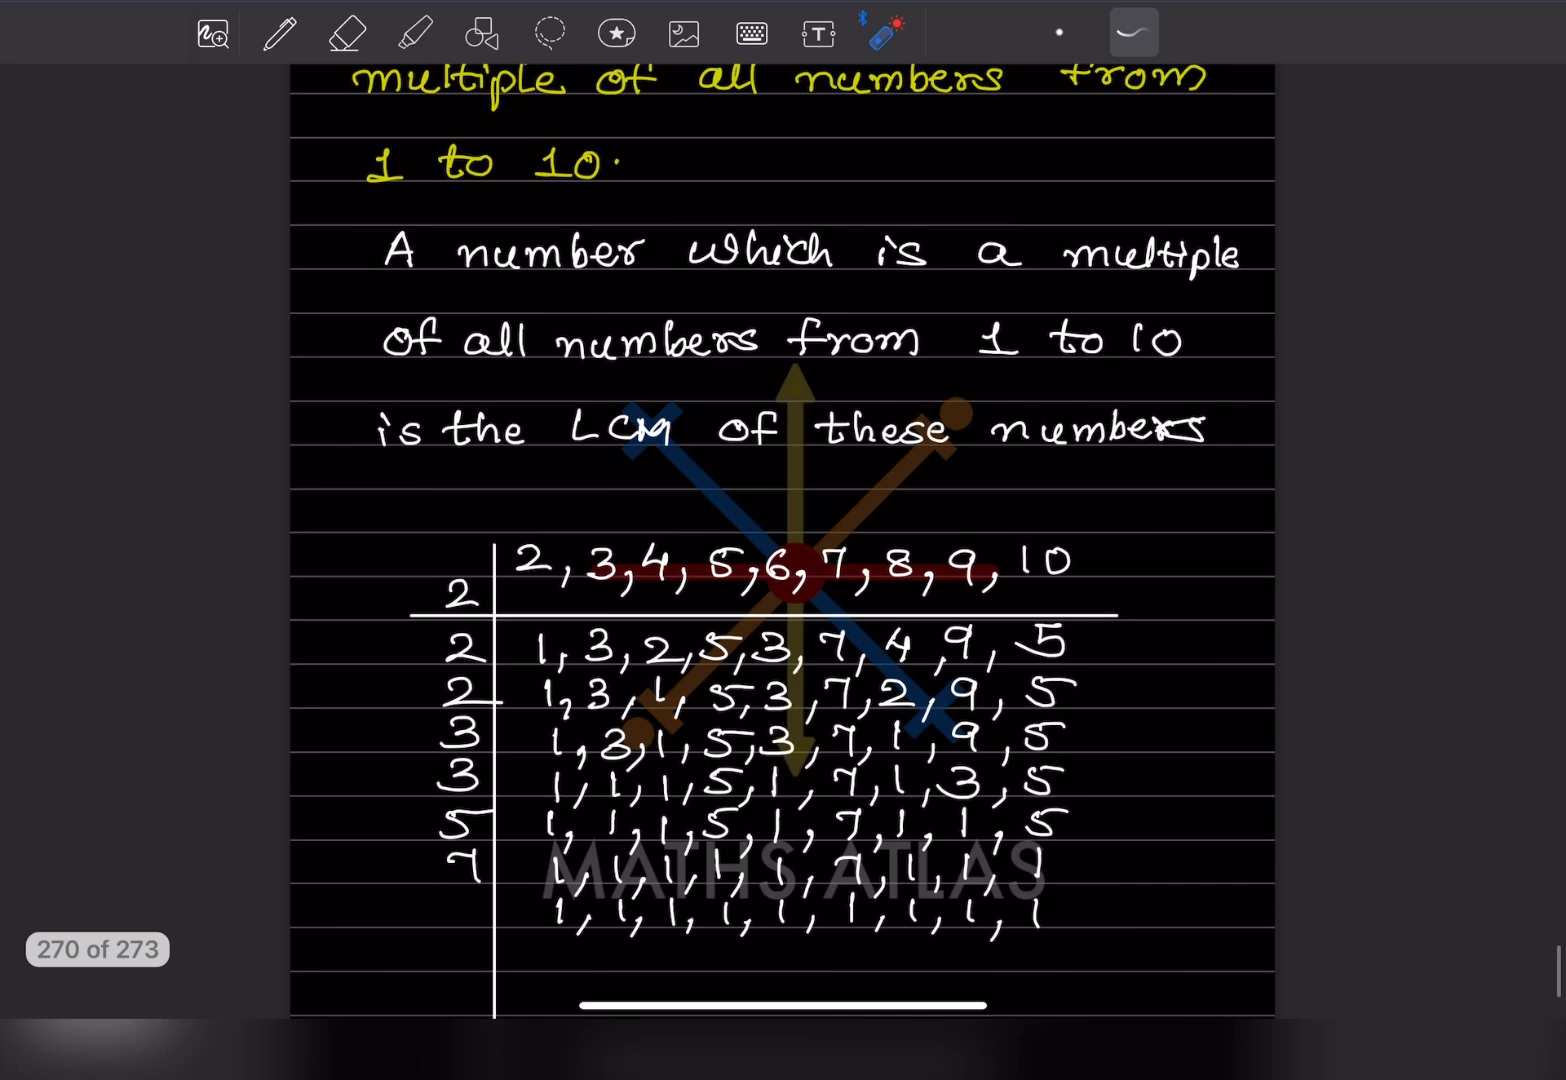 multiple of all numbers from
1 to 10.
A number which is a multiple
of all numbers from 1 to 10
is the LCM of these numbers
2 2, 3, 4, 5, 6, 7, 8, 9, 10
2 1, 3, 2, 5, 3, 7, 4, 9, 5
2 1, 3, 1, 5, 3, 7, 2, 9, 5
3 1, 3, 1, 5, 3, 7, 1, 9, 5
3 1, 1, 1, 5, 1, 7, 1, 3, 5
5 1, 1, 1, 5, 1, 7, 1, 1, 5
7 1, 1, 1, 1, 1, 7, 1, 1, 1
1, 1, 1, 1, 1, 1, 1, 1, 1
MATHS ATLAS
270 of 273